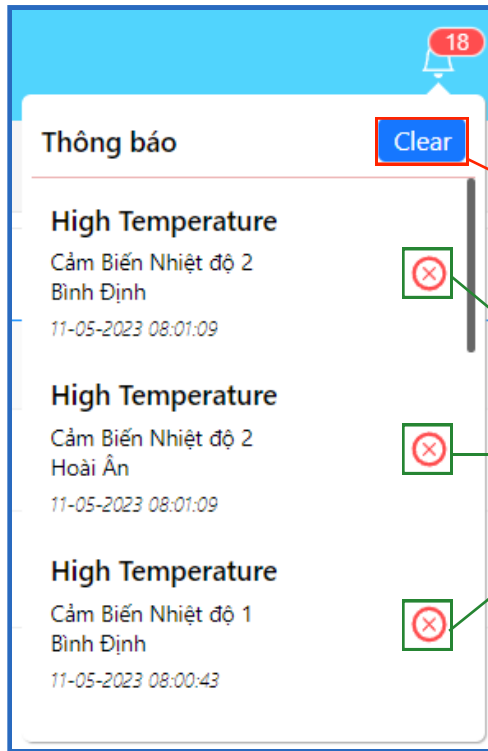 18
Thông báo
Clear
High Temperature
Cảm Biến Nhiệt độ 2
Bình Định
11-05-2023 08:01:09
High Temperature
Cảm Biến Nhiệt độ 2
Hoài Ân
11-05-2023 08:01:09
High Temperature
Cảm Biến Nhiệt độ 1
Bình Định
11-05-2023 08:00:43